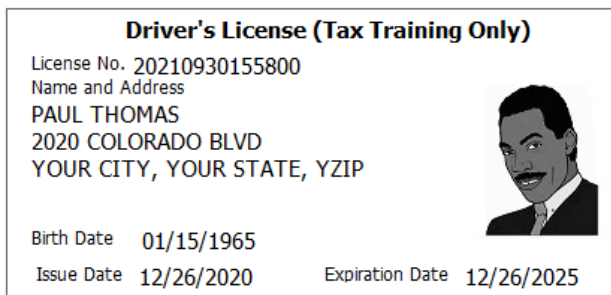 Driver's License (Tax Training Only)
License No. 20210930155800
Name and Address
PAUL THOMAS
2020 COLORADO BLVD
YOUR CITY, YOUR STATE, YZIP
Birth Date 01/15/1965
Issue Date 12/26/2020 Expiration Date 12/26/2025